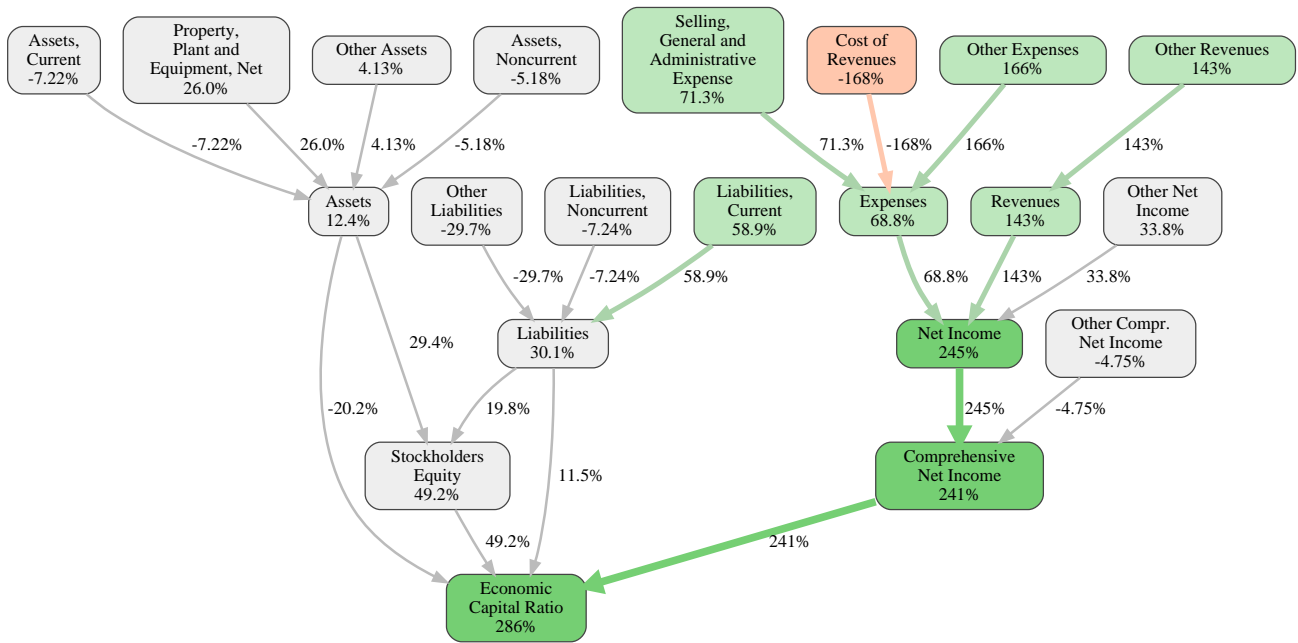 Assets,
Current
-7.22%
Property,
Plant and
Equipment, Net
26.0%
Other Assets
4.13%
Assets,
Noncurrent
-5.18%
Selling,
General and
Administrative
Expense
71.3%
Cost of
Revenues
-168%
Other Expenses
166%
Other Revenues
143%
-7.22%
26.0%
4.13%
-5.18%
71.3%
-168%
166%
143%
Assets
12.4%
Other
Liabilities
-29.7%
Liabilities,
Noncurrent
-7.24%
Liabilities,
Current
58.9%
Expenses
68.8%
Revenues
143%
Other Net
Income
33.8%
-29.7%
-7.24%
58.9%
68.8%
143%
33.8%
29.4%
Liabilities
30.1%
Net Income
245%
Other Compr.
Net Income
-4.75%
-20.2%
19.8%
245%
-4.75%
Stockholders
Equity
49.2%
11.5%
Comprehensive
Net Income
241%
49.2%
241%
Economic
Capital Ratio
286%